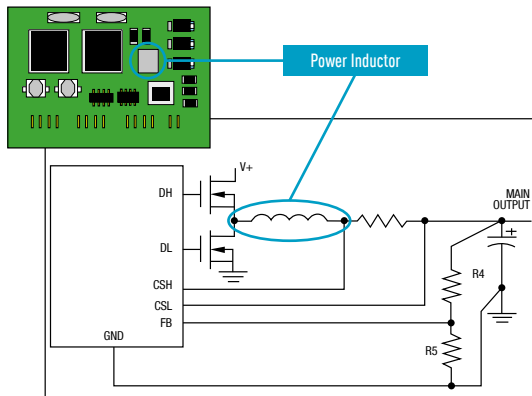 Power Inductor
V+
DH
MAIN
OUTPUT
+
DL
R4
CSH
CSL
FB
GND
R5